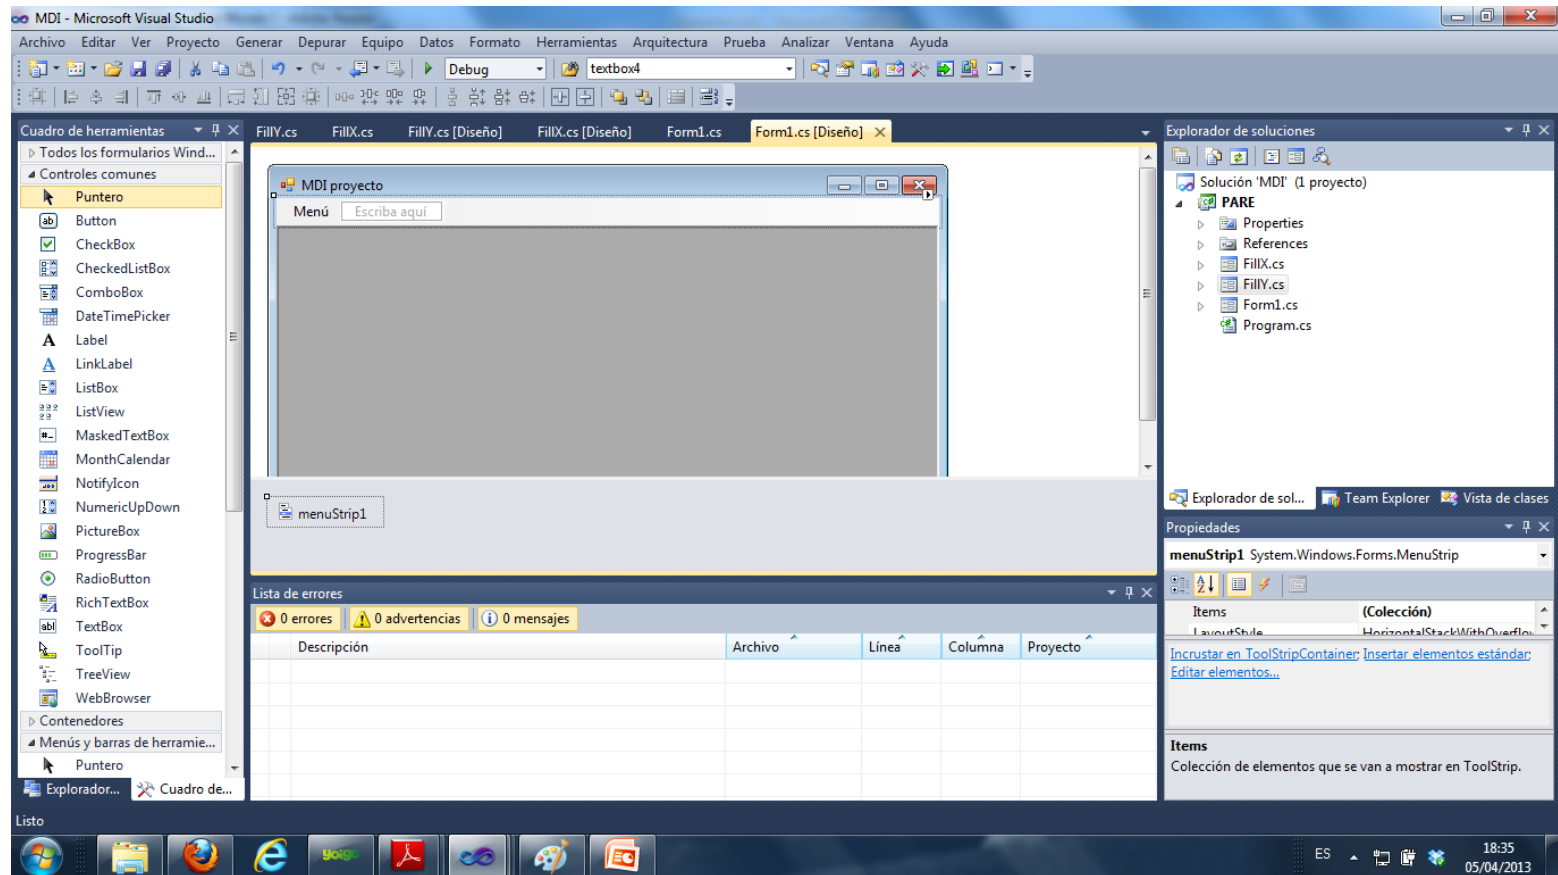 MDI - Microsoft Visual Studio
Archivo Editar Ver Proyecto Generar Depurar Equipo Datos Formato Herramientas Arquitectura Prueba Analizar Ventana Ayuda
Debug textbox4
Cuadro de herramientas
Todos los formularios Wind...
Controles comunes
Puntero
Button
CheckBox
CheckedListBox
ComboBox
DateTimePicker
Label
LinkLabel
ListBox
ListView
MaskedTextBox
MonthCalendar
NotifyIcon
NumericUpDown
PictureBox
ProgressBar
RadioButton
RichTextBox
TextBox
ToolTip
TreeView
WebBrowser
Contenedores
Menús y barras de herramie...
Puntero
Explorador... Cuadro de...
FillY.cs FillX.cs FillY.cs [Diseño] FillX.cs [Diseño] Form1.cs Form1.cs [Diseño]
MDI proyecto
Menú Escriba aquí
menuStrip1
Lista de errores
0 errores 0 advertencias 0 mensajes
Descripción Archivo Línea Columna Proyecto
Explorador de soluciones
Solución 'MDI' (1 proyecto)
PARE
Properties
References
FillX.cs
FillY.cs
Form1.cs
Program.cs
Explorador de sol... Team Explorer Vista de clases
Propiedades
menuStrip1 System.Windows.Forms.MenuStrip
Items (Colección)
LayoutStyle HorizontalStackWithOverflow
Incrustar en ToolStripContainer; Insertar elementos estándar;
Editar elementos...
Items
Colección de elementos que se van a mostrar en ToolStrip.
Listo
yoigo
ES
18:35
05/04/2013